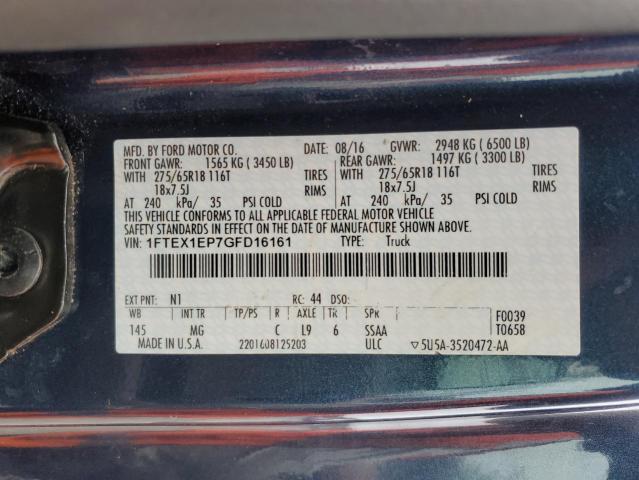 MFD. BY FORD MOTOR CO. DATE: 08/16 GVWR: 2948 KG ( 6500 LB)
FRONT GAWR: 1565 KG ( 3450 LB) REAR GAWR: 1497 KG ( 3300 LB)
WITH 275/65R18 116T TIRES WITH 275/65R18 116T TIRES
18x7.5J RIMS 18x7.5J RIMS
AT 240 kPa/ 35 PSI COLD AT 240 kPa/ 35 PSI COLD
THIS VEHICLE CONFORMS TO ALL APPLICABLE FEDERAL MOTOR VEHICLE
SAFETY STANDARDS IN EFFECT ON THE DATE OF MANUFACTURE SHOWN ABOVE.
VIN: 1FTEX1EP7GFD16161 TYPE: Truck
EXT PNT: N1 RC: 44 DSO: F0039
WB INT TR TP/PS R AXLE TR SPR T0658
145 MG C L9 6 SSAA
MADE IN U.S.A. 2201608125203 ULC ▽5U5A-3520472-AA